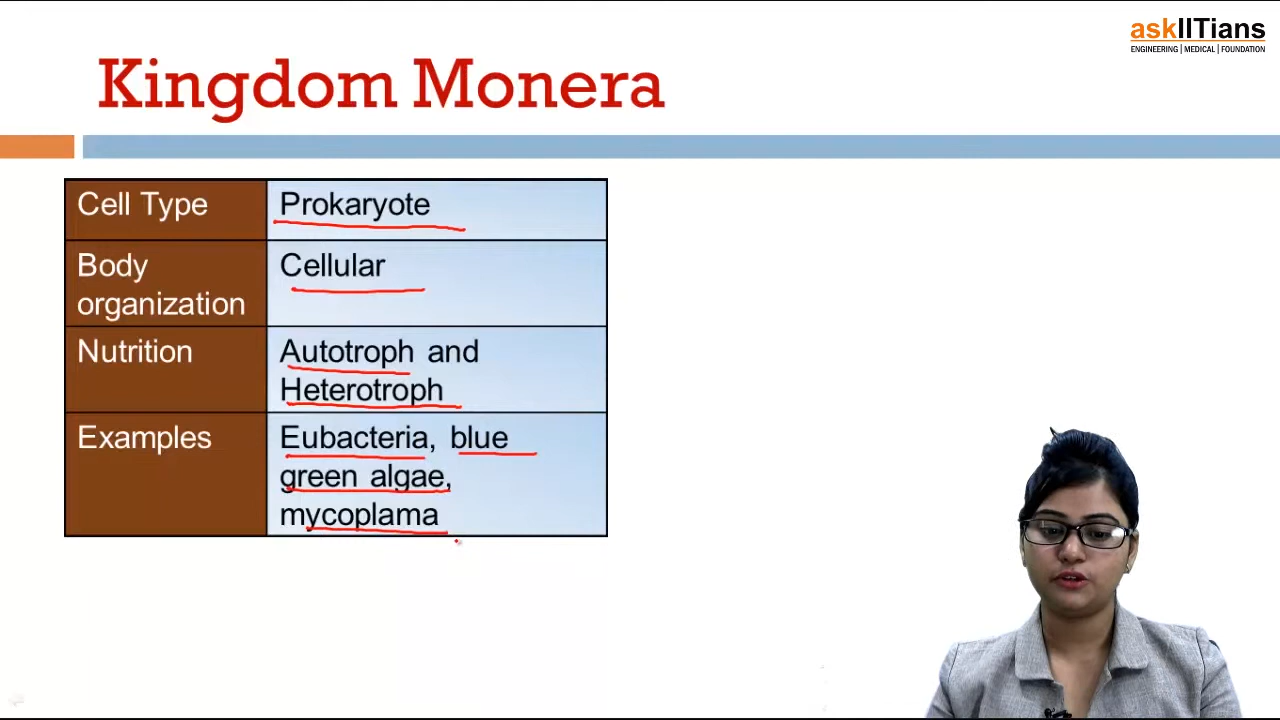 askIITians
ENGINEERING | MEDICAL | FOUNDATION
Kingdom Monera
Cell Type
Prokaryote
Body
organization
Cellular
Nutrition
Autotroph and
Heterotroph
Examples
Eubacteria, blue
green algae,
mycoplama